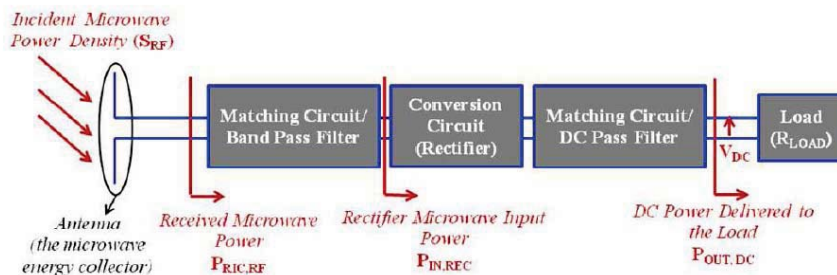 Incident Microwave
Power Density (SRF)
Matching Circuit/
Band Pass Filter
Conversion
Circuit
(Rectifier)
Matching Circuit/
DC Pass Filter
VDC
Load
(RLOAD)
Antenna
(the microwave
energy collector)
Received Microwave
Power
PRIC,RF
Rectifier Microwave Input
Power
PIN,REC
DC Power Delivered to
the Load
POUT, DC